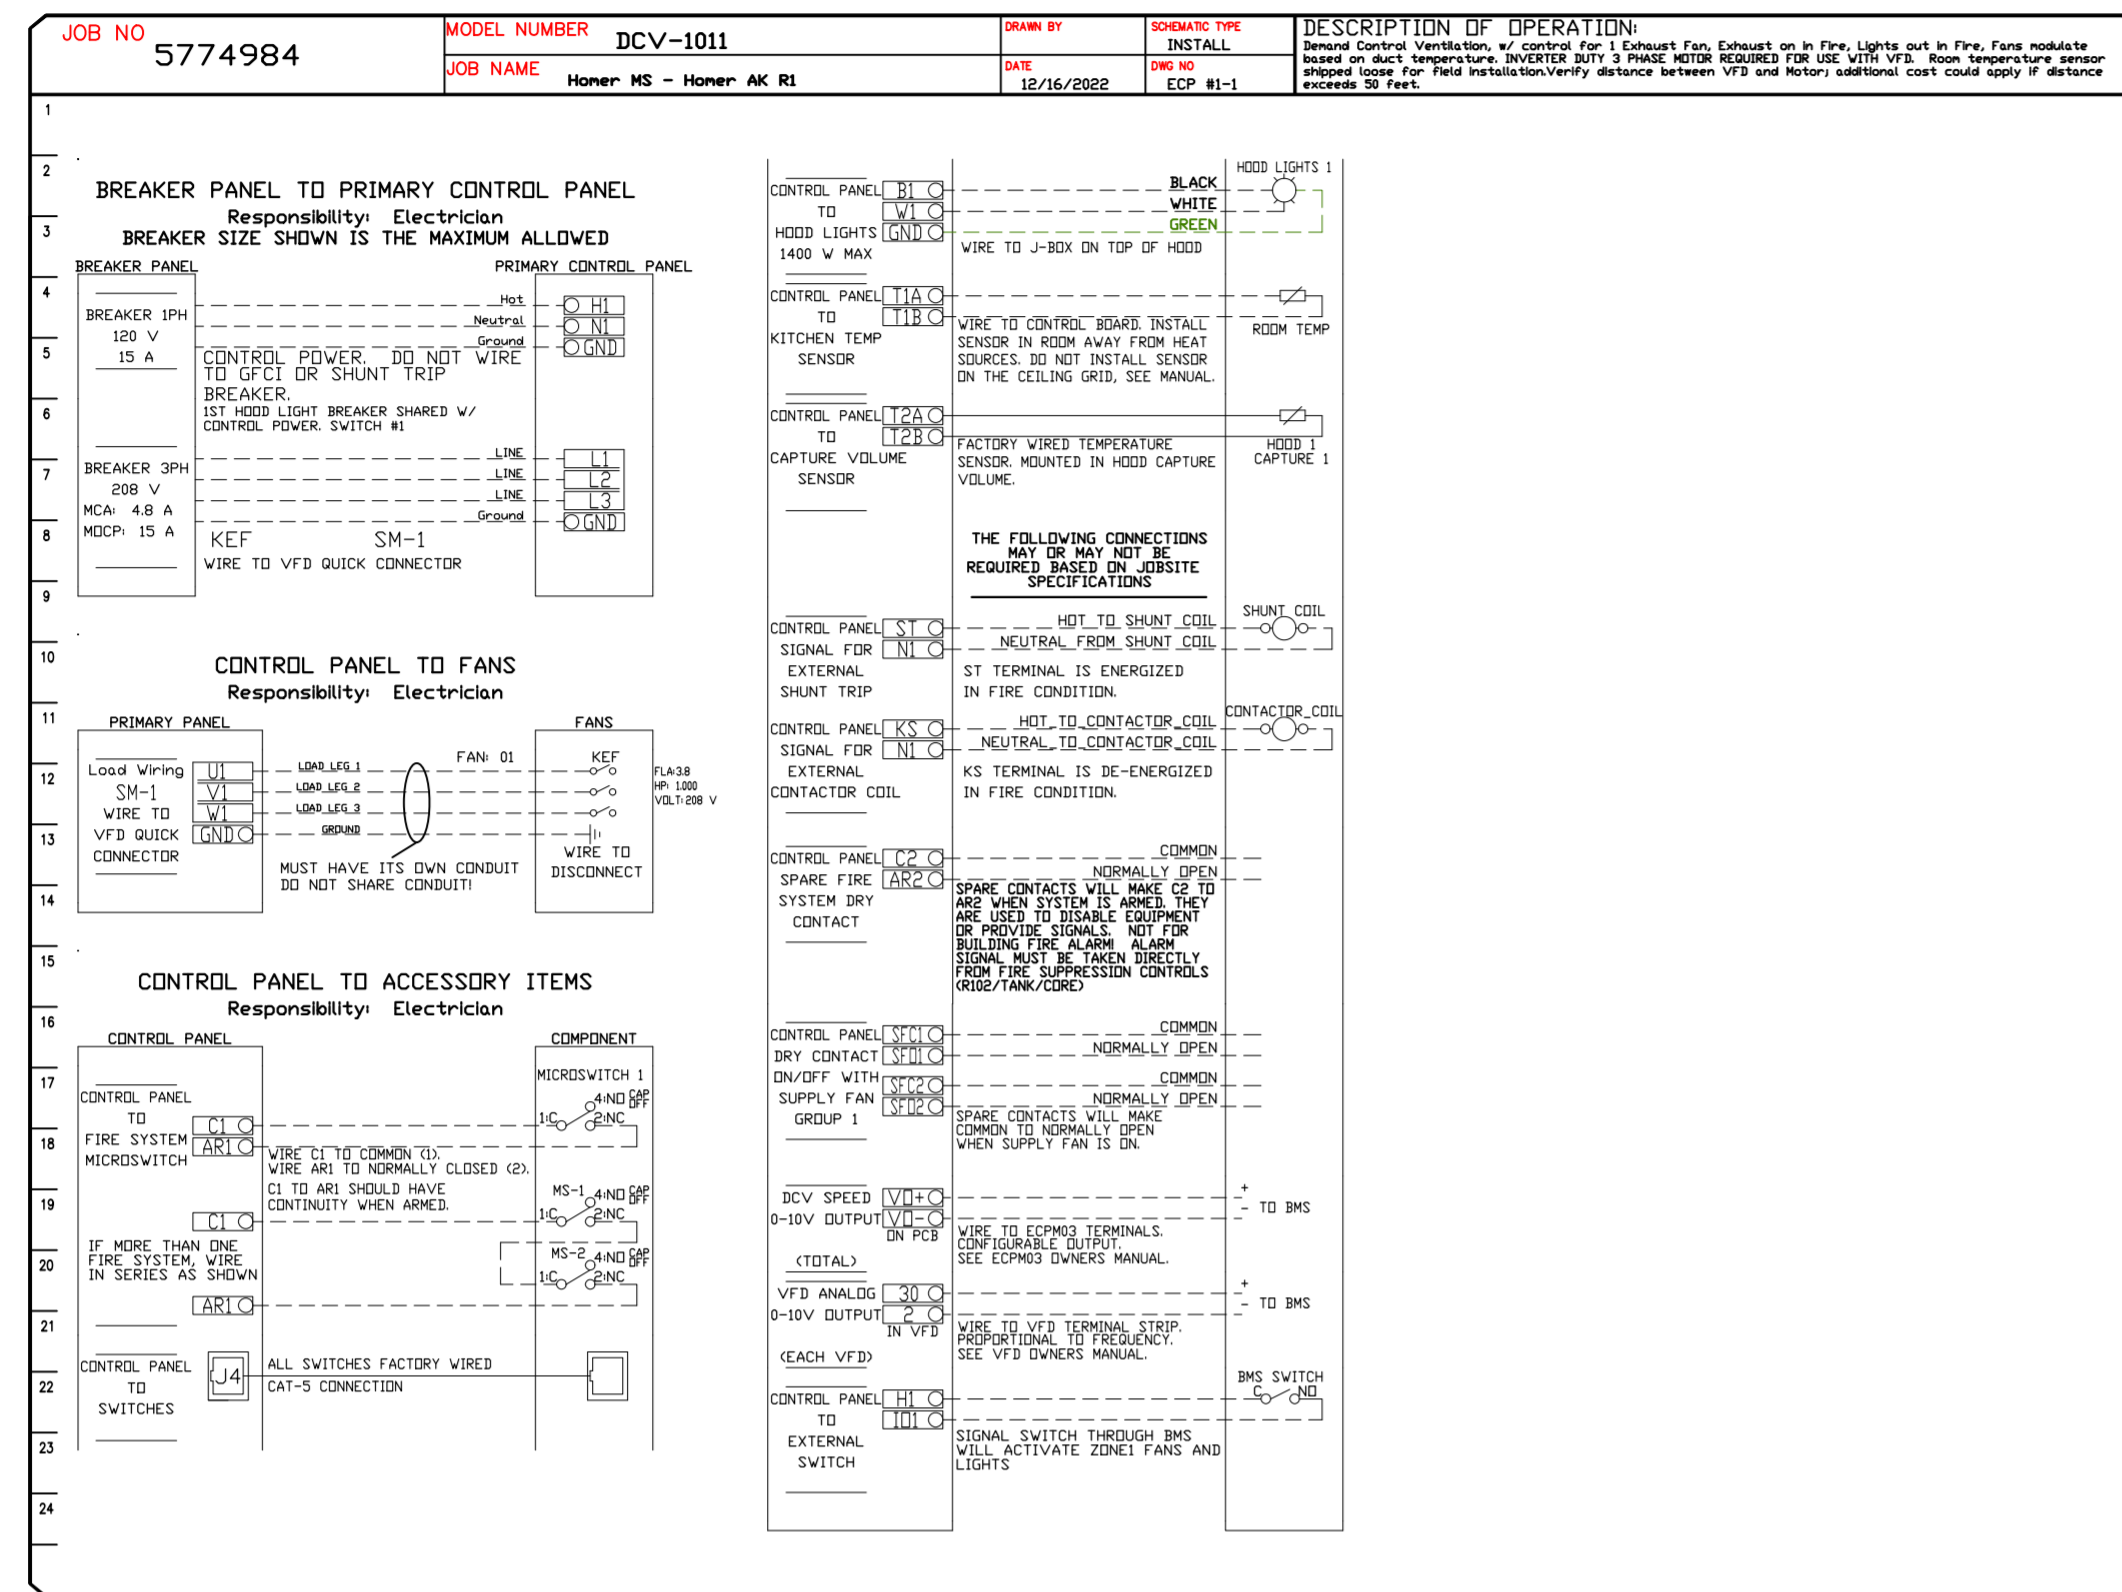 JOB NO
5774984
MODEL NUMBER
DCV-1011
JOB NAME
Homer MS - Homer AK R1
DRAWN BY
DATE
12/16/2022
SCHEMATIC TYPE
INSTALL
DWG NO
ECP #1-1
DESCRIPTION OF OPERATION:
Demand Control Ventilation, w/ control for 1 Exhaust Fan, Exhaust on in Fire, Lights out in Fire, Fans modulate
based on duct temperature. INVERTER DUTY 3 PHASE MOTOR REQUIRED FOR USE WITH VFD. Room temperature sensor
shipped loose for field installation.Verify distance between VFD and Motor; additional cost could apply if distance
exceeds 50 feet.
1
2
3
4
5
6
7
8
9
10
11
12
13
14
15
16
17
18
19
20
21
22
23
24
BREAKER PANEL TO PRIMARY CONTROL PANEL
Responsibility: Electrician
BREAKER SIZE SHOWN IS THE MAXIMUM ALLOWED
BREAKER PANEL
PRIMARY CONTROL PANEL
BREAKER 1PH
120 V
15 A
Hot
H1
Neutral
N1
Ground
GND
CONTROL POWER. DO NOT WIRE
TO GFCI OR SHUNT TRIP
BREAKER.
1ST HOOD LIGHT BREAKER SHARED W/
CONTROL POWER. SWITCH #1
BREAKER 3PH
208 V
MCA: 4.8 A
MOCP: 15 A
LINE
L1
LINE
L2
LINE
L3
Ground
GND
KEF SM-1
WIRE TO VFD QUICK CONNECTOR
CONTROL PANEL TO FANS
Responsibility: Electrician
PRIMARY PANEL
FANS
Load Wiring
SM-1
WIRE TO
VFD QUICK
CONNECTOR
U1
V1
W1
GND
LOAD LEG 1
LOAD LEG 2
LOAD LEG 3
GROUND
FAN: 01
KEF
FLA:3.8
HP: 1.000
VOLT:208 V
WIRE TO
DISCONNECT
MUST HAVE ITS OWN CONDUIT
DO NOT SHARE CONDUIT!
CONTROL PANEL TO ACCESSORY ITEMS
Responsibility: Electrician
CONTROL PANEL
COMPONENT
CONTROL PANEL
TO
FIRE SYSTEM
MICROSWITCH
C1
AR1
MICROSWITCH 1
4:NO CAP OFF
1:C
2:NC
WIRE C1 TO COMMON (1).
WIRE AR1 TO NORMALLY CLOSED (2).
C1 TO AR1 SHOULD HAVE
CONTINUITY WHEN ARMED.
C1
MS-1
4:NO CAP OFF
1:C
2:NC
IF MORE THAN ONE
FIRE SYSTEM, WIRE
IN SERIES AS SHOWN
MS-2
4:NO CAP OFF
1:C
2:NC
AR1
CONTROL PANEL
TO
SWITCHES
J4
ALL SWITCHES FACTORY WIRED
CAT-5 CONNECTION
CONTROL PANEL
TO
HOOD LIGHTS
1400 W MAX
B1
W1
GND
BLACK
WHITE
GREEN
HOOD LIGHTS 1
WIRE TO J-BOX ON TOP OF HOOD
CONTROL PANEL
TO
KITCHEN TEMP
SENSOR
T1A
T1B
WIRE TO CONTROL BOARD. INSTALL
SENSOR IN ROOM AWAY FROM HEAT
SOURCES. DO NOT INSTALL SENSOR
ON THE CEILING GRID, SEE MANUAL.
ROOM TEMP
CONTROL PANEL
TO
CAPTURE VOLUME
SENSOR
T2A
T2B
FACTORY WIRED TEMPERATURE
SENSOR. MOUNTED IN HOOD CAPTURE
VOLUME.
HOOD 1
CAPTURE 1
THE FOLLOWING CONNECTIONS
MAY OR MAY NOT BE
REQUIRED BASED ON JOBSITE
SPECIFICATIONS
CONTROL PANEL
SIGNAL FOR
EXTERNAL
SHUNT TRIP
ST
N1
HOT TO SHUNT COIL
NEUTRAL FROM SHUNT COIL
SHUNT COIL
ST TERMINAL IS ENERGIZED
IN FIRE CONDITION.
CONTROL PANEL
SIGNAL FOR
EXTERNAL
CONTACTOR COIL
KS
N1
HOT_TO_CONTACTOR_COIL
NEUTRAL_TO_CONTACTOR_COIL
CONTACTOR_COIL
KS TERMINAL IS DE-ENERGIZED
IN FIRE CONDITION.
CONTROL PANEL
SPARE FIRE
SYSTEM DRY
CONTACT
C2
AR2
COMMON
NORMALLY OPEN
SPARE CONTACTS WILL MAKE C2 TO
AR2 WHEN SYSTEM IS ARMED. THEY
ARE USED TO DISABLE EQUIPMENT
OR PROVIDE SIGNALS. NOT FOR
BUILDING FIRE ALARM! ALARM
SIGNAL MUST BE TAKEN DIRECTLY
FROM FIRE SUPPRESSION CONTROLS
(R102/TANK/CORE)
CONTROL PANEL
DRY CONTACT
ON/OFF WITH
SUPPLY FAN
GROUP 1
SFC1
SFO1
SFC2
SFO2
COMMON
NORMALLY OPEN
COMMON
NORMALLY OPEN
SPARE CONTACTS WILL MAKE
COMMON TO NORMALLY OPEN
WHEN SUPPLY FAN IS ON.
DCV SPEED
0-10V OUTPUT
(TOTAL)
VO+
VO-
ON PCB
+
- TO BMS
WIRE TO ECPM03 TERMINALS.
CONFIGURABLE OUTPUT.
SEE ECPM03 OWNERS MANUAL.
VFD ANALOG
0-10V OUTPUT
(EACH VFD)
30
2
IN VFD
+
- TO BMS
WIRE TO VFD TERMINAL STRIP.
PROPORTIONAL TO FREQUENCY.
SEE VFD OWNERS MANUAL.
CONTROL PANEL
TO
EXTERNAL
SWITCH
H1
IO1
BMS SWITCH
C
NO
SIGNAL SWITCH THROUGH BMS
WILL ACTIVATE ZONE1 FANS AND
LIGHTS